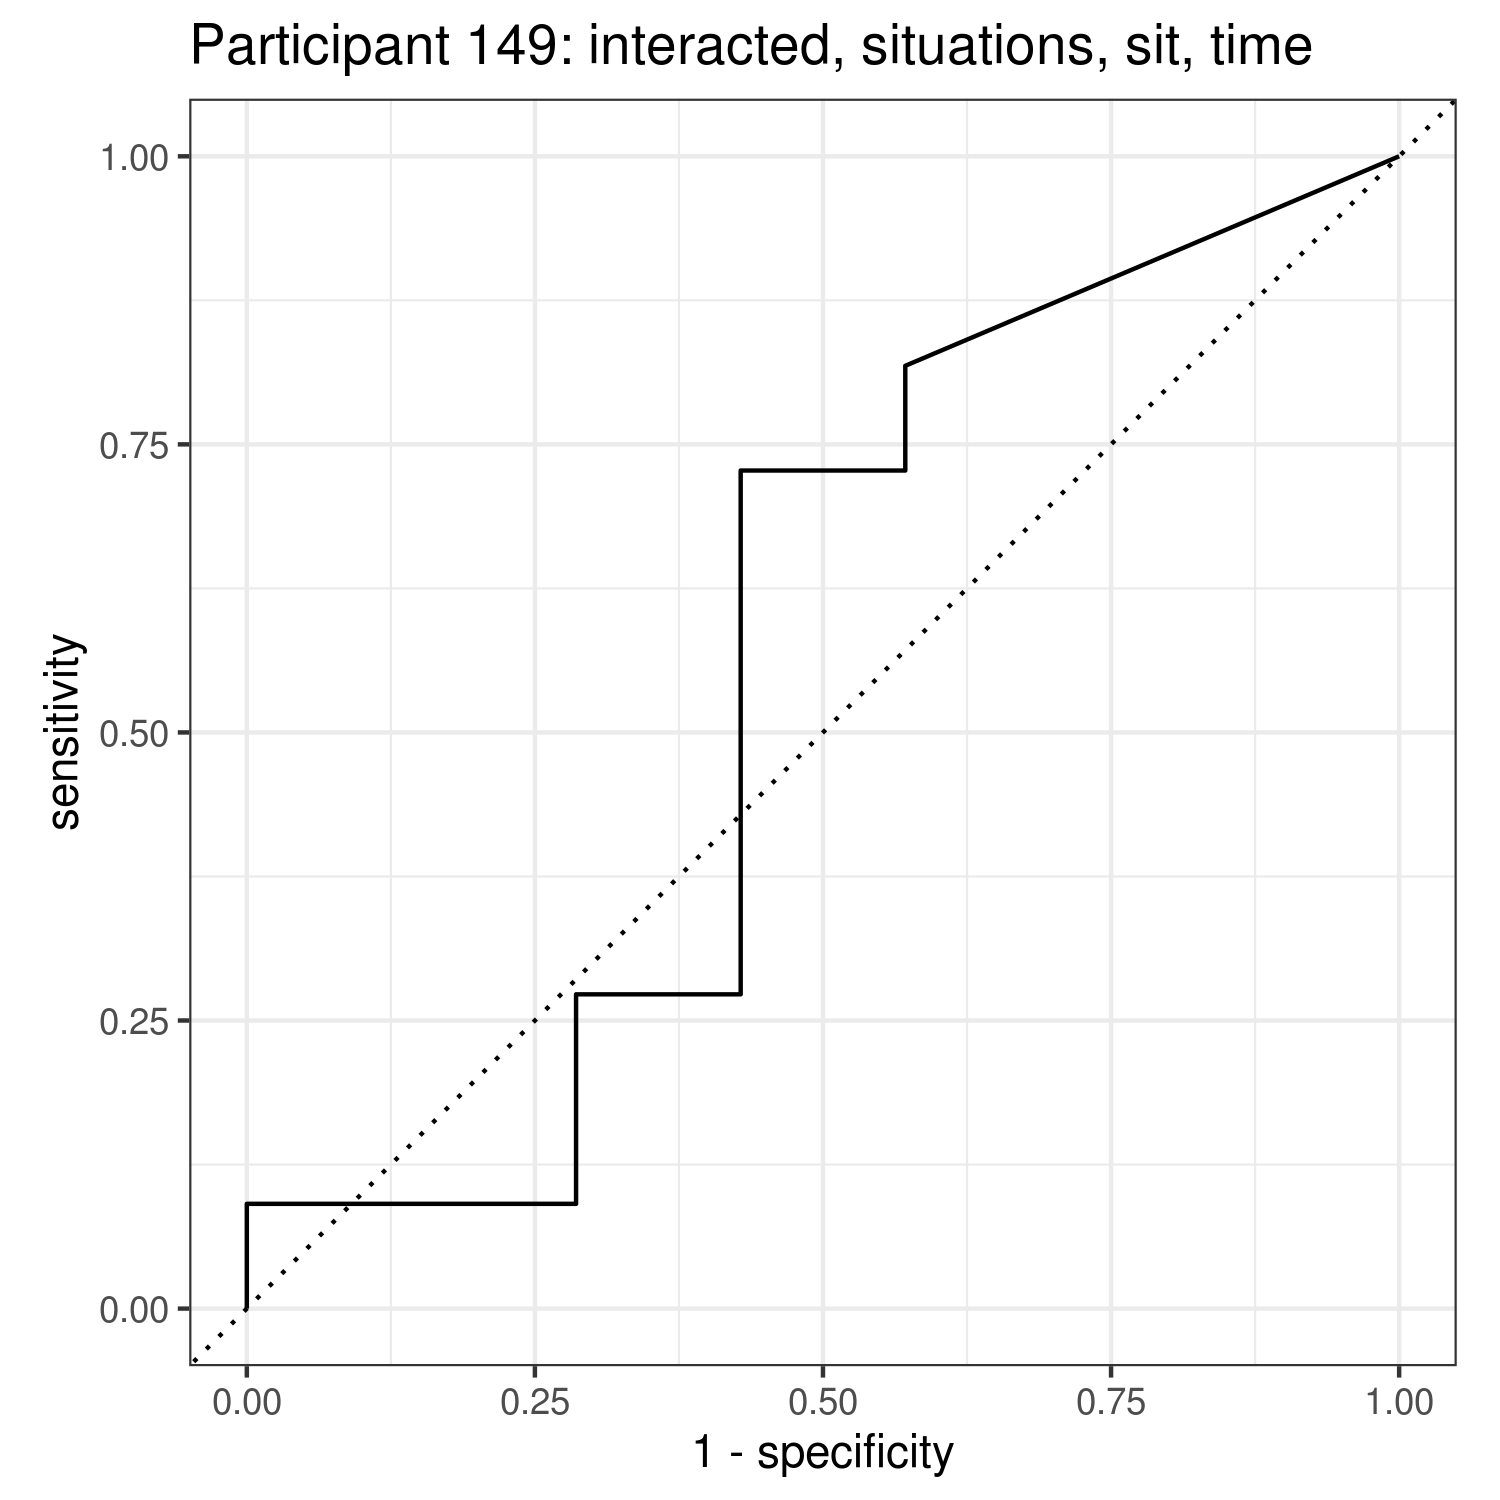 Participant 149: interacted, situations, sit, time
1.00
0.75
0.50
0.25
0.00
sensitivity
0.00 0.25 0.50 0.75 1.00
1 - specificity